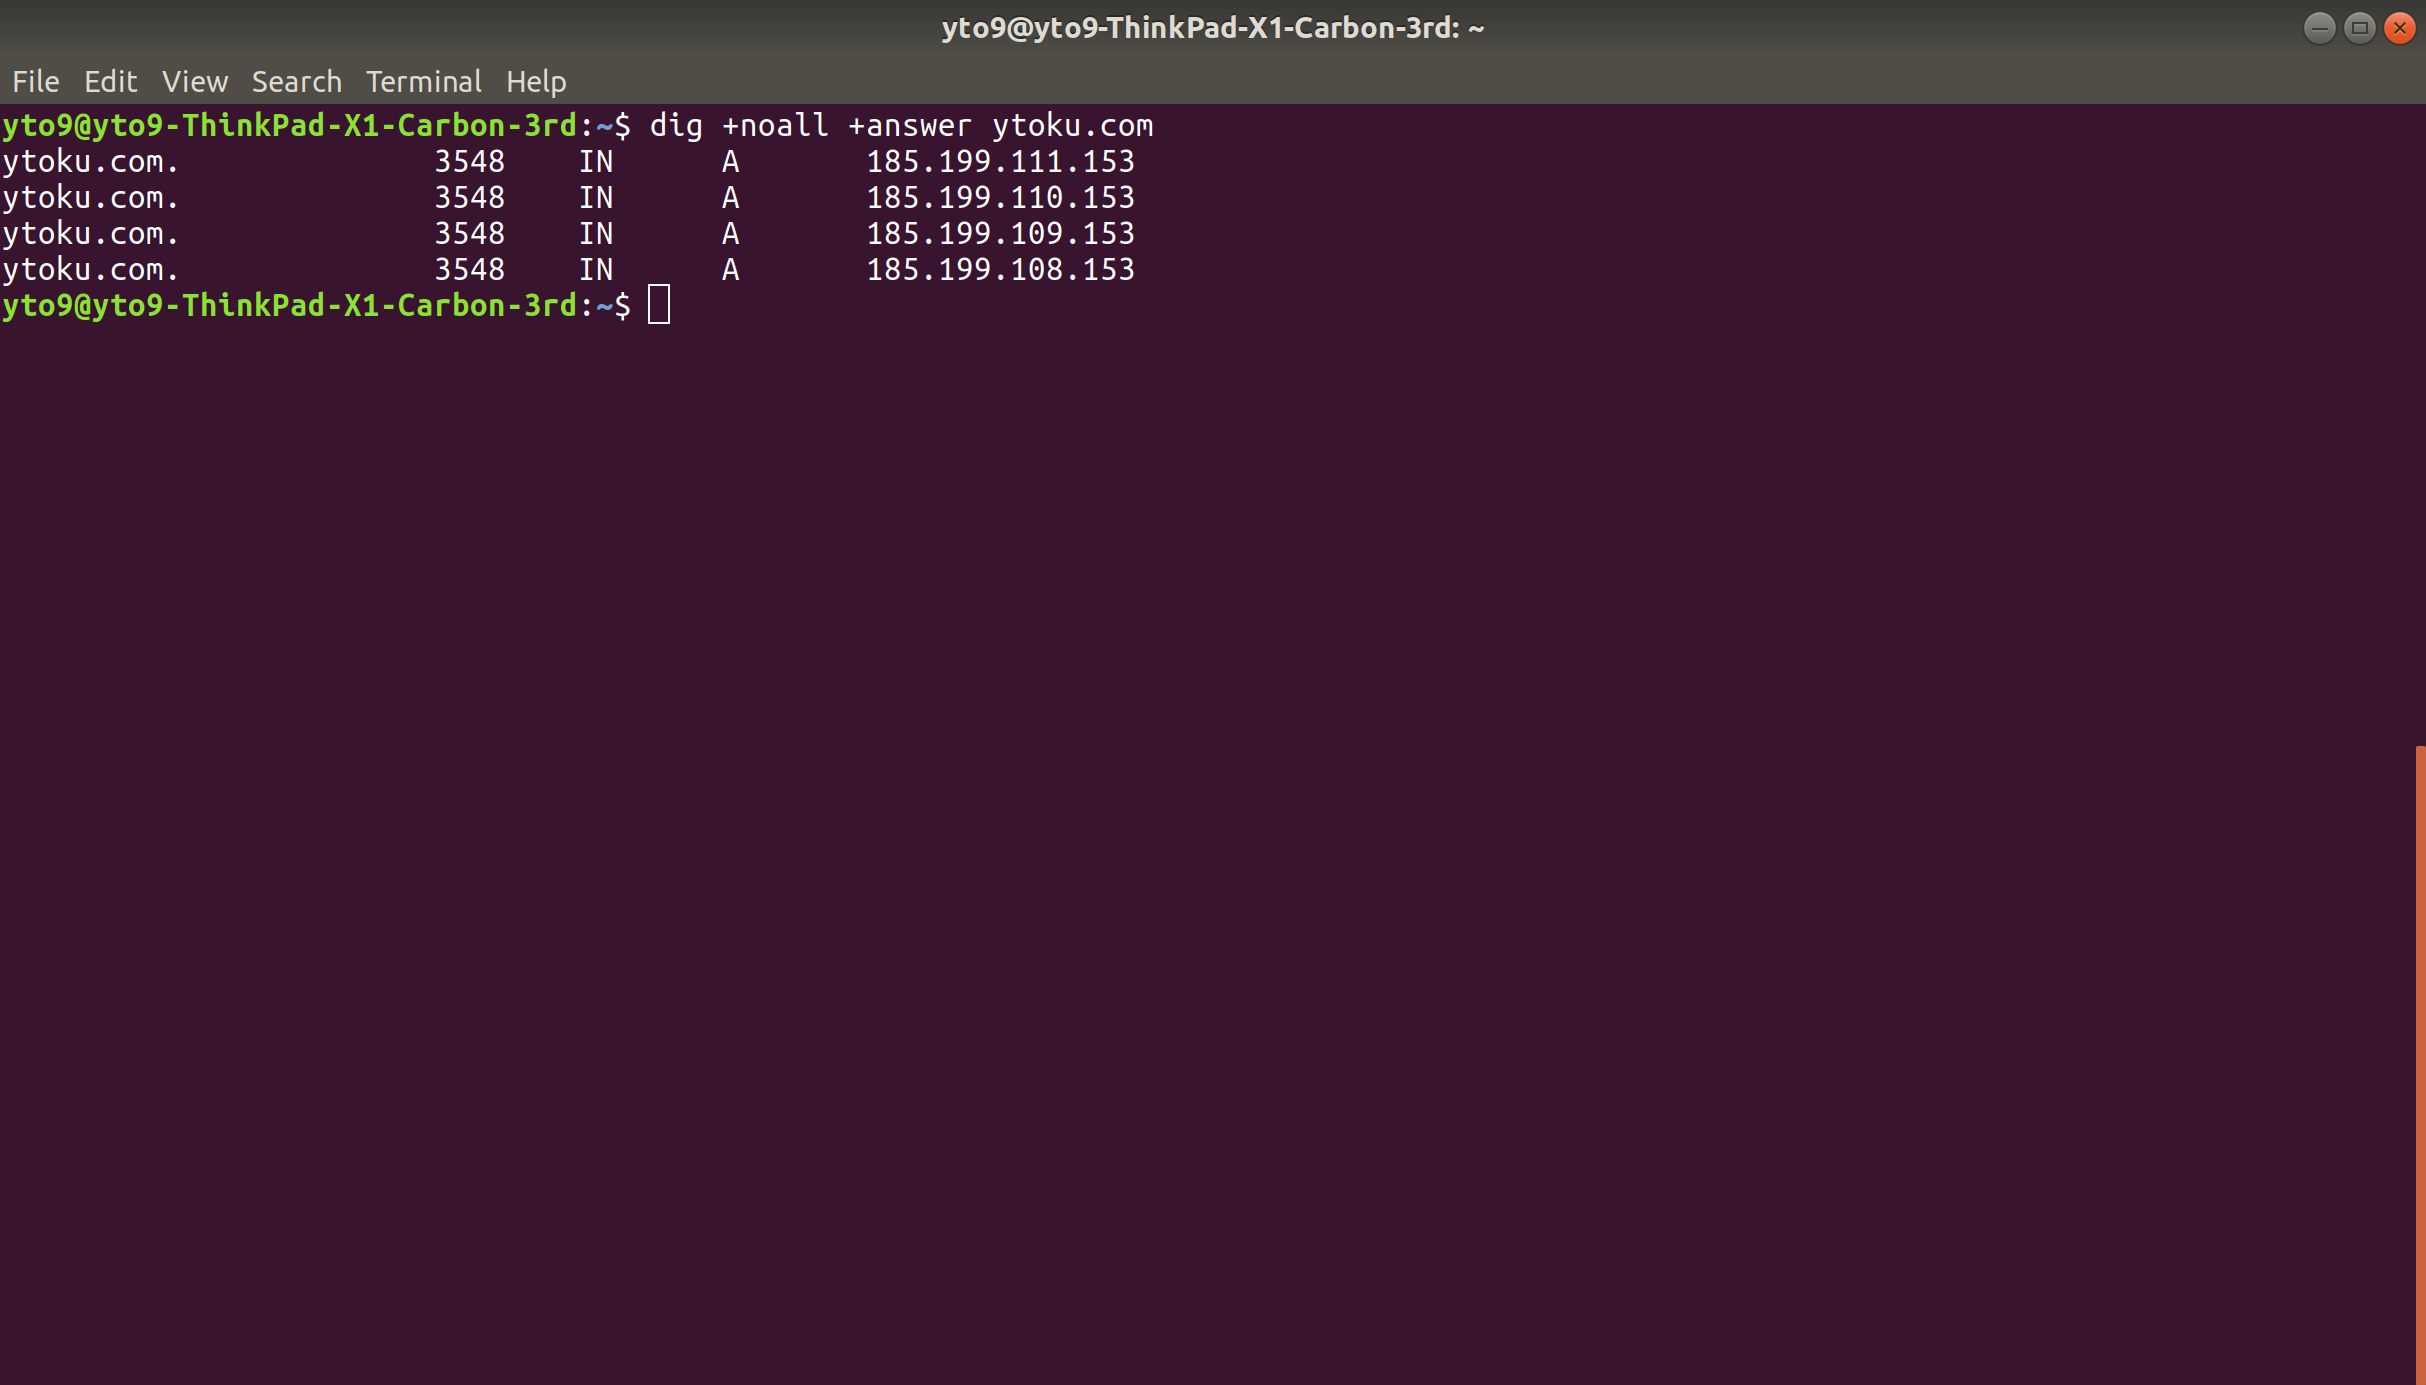 yto9@yto9-ThinkPad-X1-Carbon-3rd: ~
File Edit View Search Terminal Help
yto9@yto9-ThinkPad-X1-Carbon-3rd:~$ dig +noall +answer ytoku.com
ytoku.com.		3548	IN	A	185.199.111.153
ytoku.com.		3548	IN	A	185.199.110.153
ytoku.com.		3548	IN	A	185.199.109.153
ytoku.com.		3548	IN	A	185.199.108.153
yto9@yto9-ThinkPad-X1-Carbon-3rd:~$